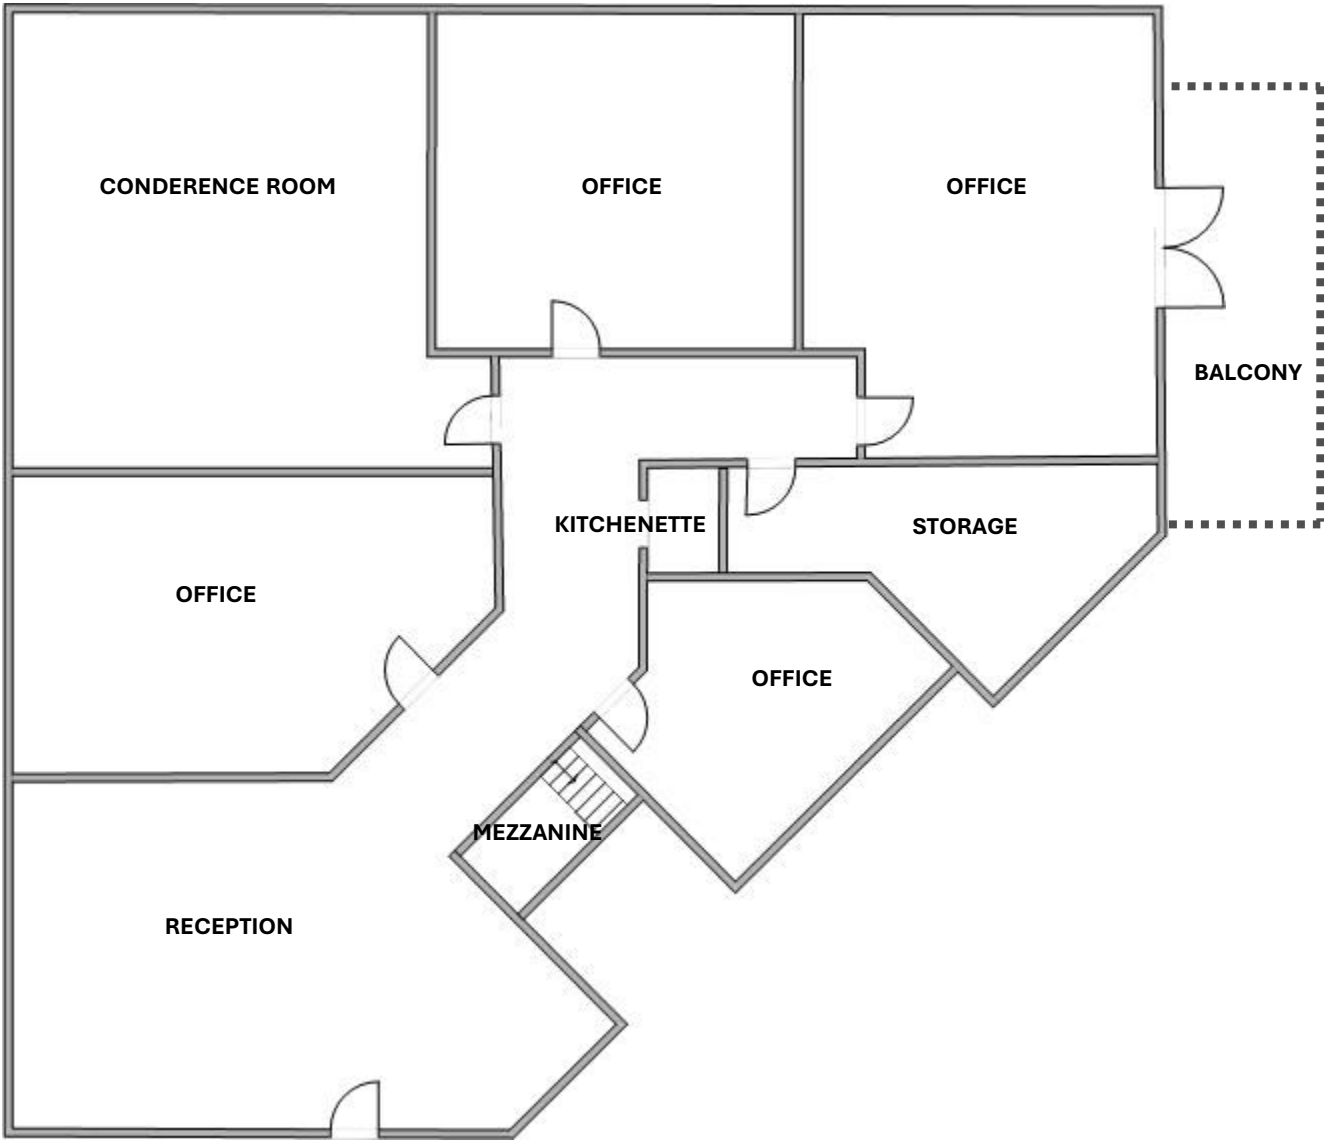 CONDERENCE ROOM
OFFICE
OFFICE
BALCONY
KITCHENETTE
STORAGE
OFFICE
OFFICE
MEZZANINE
RECEPTION